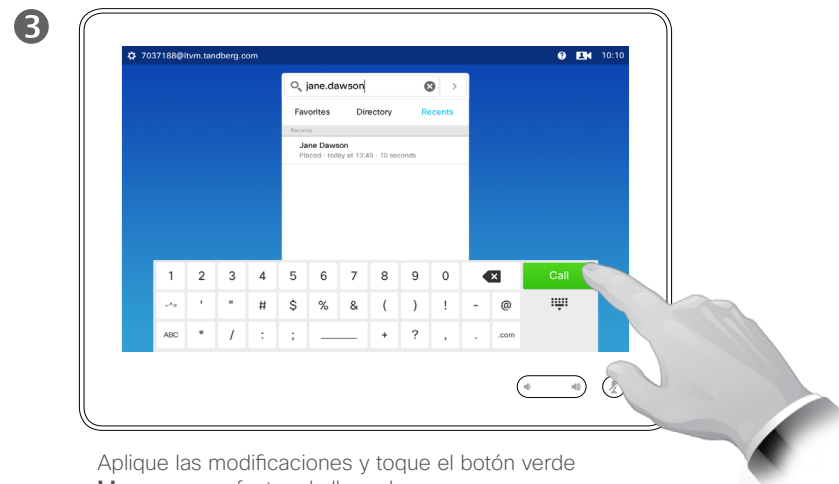 3
7037188@itvm.tandberg.com ? 10:10
jane.dawson
Favorites Directory Recents
Recents
Jane Dawson
Placed - today at 13:49 - 10 seconds
1 2 3 4 5 6 7 8 9 0 Call
~^= ' " # $ % & ( ) ! - @
ABC * / : ; + ? , . .com
Aplique las modificaciones y toque el botón verde